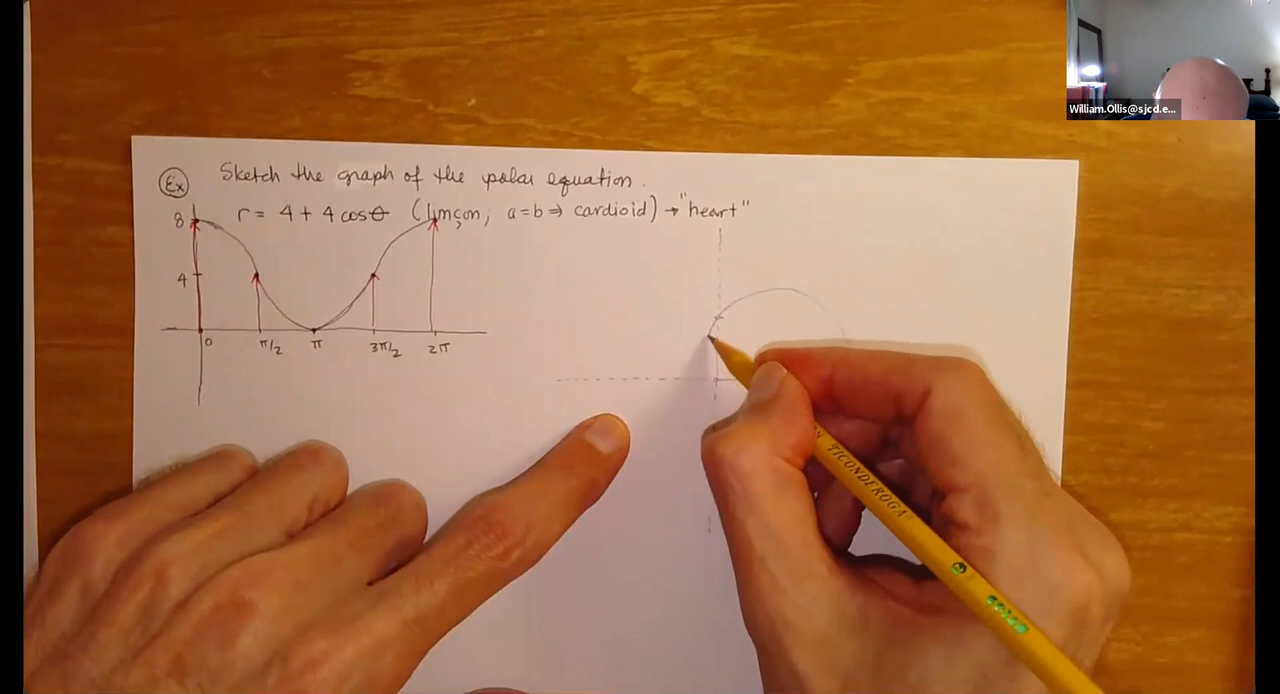 Ex Sketch the graph of the polar equation.
r = 4 + 4 cosθ (limçon, a=b ⇒ cardioid) → "heart"
8
4
0 π/2 π 3π/2 2π
TICONDEROGA
William.Ollis@sjcd.e...